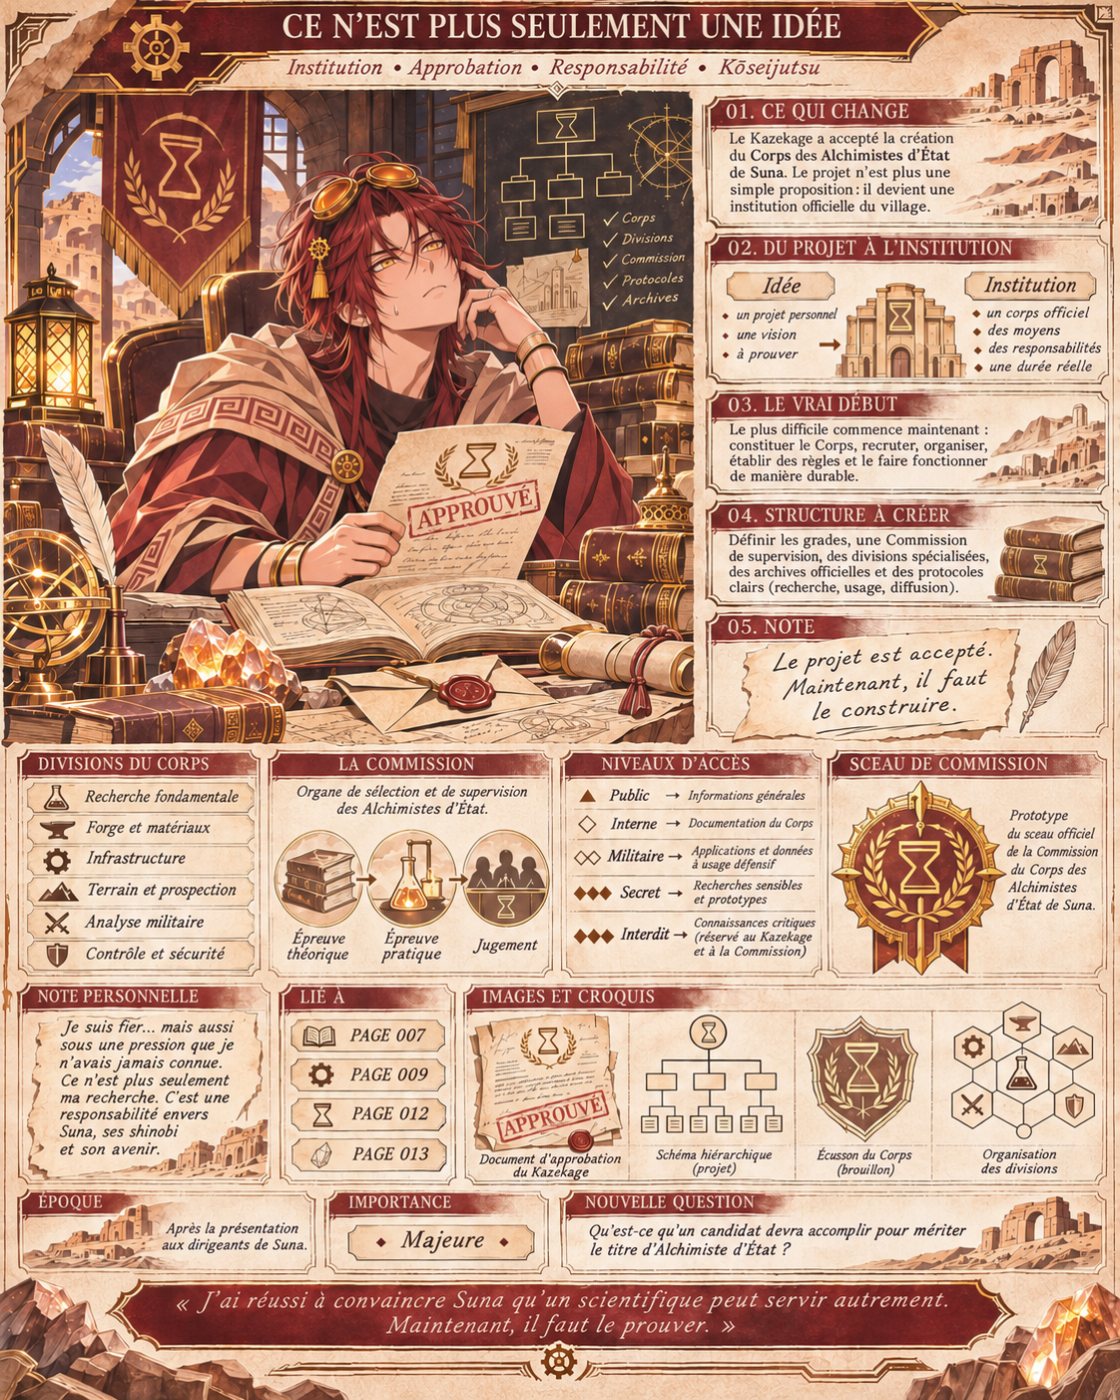 CE N'EST PLUS SEULEMENT UNE IDÉE
Institution • Approbation • Responsabilité • Kōseijutsu
✓ Corps
✓ Divisions
✓ Commission
✓ Protocoles
✓ Archives
APPROUVÉ
01. CE QUI CHANGE
Le Kazekage a accepté la création
du Corps des Alchimistes d'État
de Suna. Le projet n'est plus une
simple proposition : il devient une
institution officielle du village.
02. DU PROJET À L'INSTITUTION
Idée
• un projet personnel
• une vision
• à prouver
Institution
• un corps officiel
• des moyens
• des responsabilités
• une durée réelle
03. LE VRAI DÉBUT
Le plus difficile commence maintenant :
constituer le Corps, recruter, organiser,
établir des règles et le faire fonctionner
de manière durable.
04. STRUCTURE À CRÉER
Définir les grades, une Commission
de supervision, des divisions spécialisées,
des archives officielles et des protocoles
clairs (recherche, usage, diffusion).
05. NOTE
Le projet est accepté.
Maintenant, il faut
le construire.
DIVISIONS DU CORPS
Recherche fondamentale
Forge et matériaux
Infrastructure
Terrain et prospection
Analyse militaire
Contrôle et sécurité
LA COMMISSION
Organe de sélection et de supervision
des Alchimistes d'État.
Épreuve
théorique
Épreuve
pratique
Jugement
NIVEAUX D'ACCÈS
Public → Informations générales
Interne → Documentation du Corps
Militaire → Applications et données
à usage défensif
Secret → Recherches sensibles
et prototypes
Interdit → Connaissances critiques
(réservé au Kazekage
et à la Commission)
SCEAU DE COMMISSION
Prototype
du sceau officiel
de la Commission
du Corps des
Alchimistes
d'État de Suna.
NOTE PERSONNELLE
Je suis fier... mais aussi
sous une pression que je
n'avais jamais connue.
Ce n'est plus seulement
ma recherche. C'est une
responsabilité envers
Suna, ses shinobi
et son avenir.
LIÉ À
PAGE 007
PAGE 009
PAGE 012
PAGE 013
IMAGES ET CROQUIS
APPROUVÉ
Document d'approbation
du Kazekage
Schéma hiérarchique
(projet)
Écusson du Corps
(brouillon)
Organisation
des divisions
ÉPOQUE
Après la présentation
aux dirigeants de Suna.
IMPORTANCE
Majeure
NOUVELLE QUESTION
Qu'est-ce qu'un candidat devra accomplir pour mériter
le titre d'Alchimiste d'État ?
« J'ai réussi à convaincre Suna qu'un scientifique peut servir autrement.
Maintenant, il faut le prouver. »